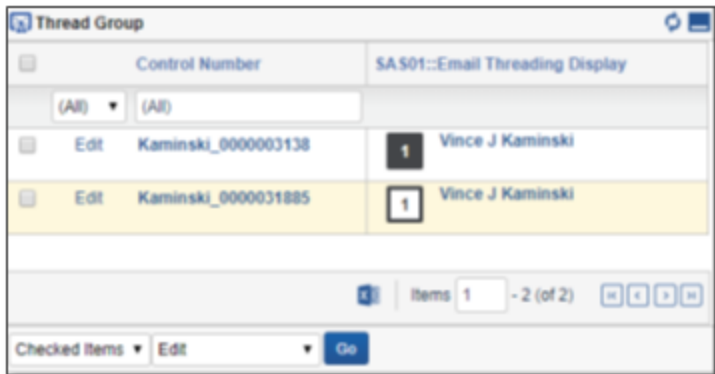 Thread Group
Control Number SAS01::Email Threading Display
(All) (All)
Edit Kaminski_0000003138 1 Vince J Kaminski
Edit Kaminski_0000031885 1 Vince J Kaminski
Items 1 - 2 (of 2)
Checked Items Edit Go